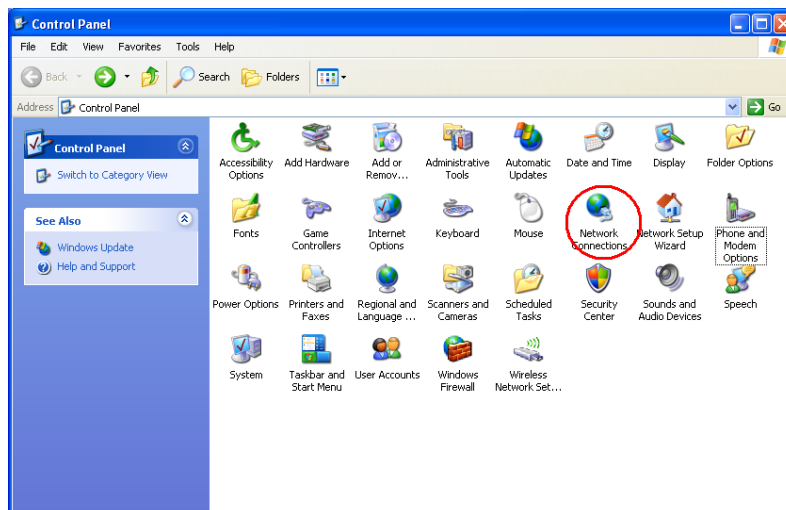 Control Panel
File Edit View Favorites Tools Help
Back Search Folders
Address Control Panel Go
Control Panel
Switch to Category View
See Also
Windows Update
Help and Support
Accessibility Options
Add Hardware
Add or Remov...
Administrative Tools
Automatic Updates
Date and Time
Display
Folder Options
Fonts
Game Controllers
Internet Options
Keyboard
Mouse
Network Connections
Network Setup Wizard
Phone and Modem Options
Power Options
Printers and Faxes
Regional and Language ...
Scanners and Cameras
Scheduled Tasks
Security Center
Sounds and Audio Devices
Speech
System
Taskbar and Start Menu
User Accounts
Windows Firewall
Wireless Network Set...